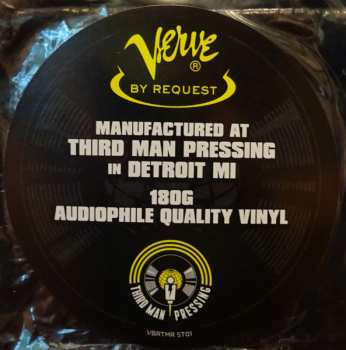 Verve®
BY REQUEST
MANUFACTURED AT
THIRD MAN PRESSING
IN DETROIT MI
180G
AUDIOPHILE QUALITY VINYL
THIRD MAN PRESSING
VBRTMR ST01